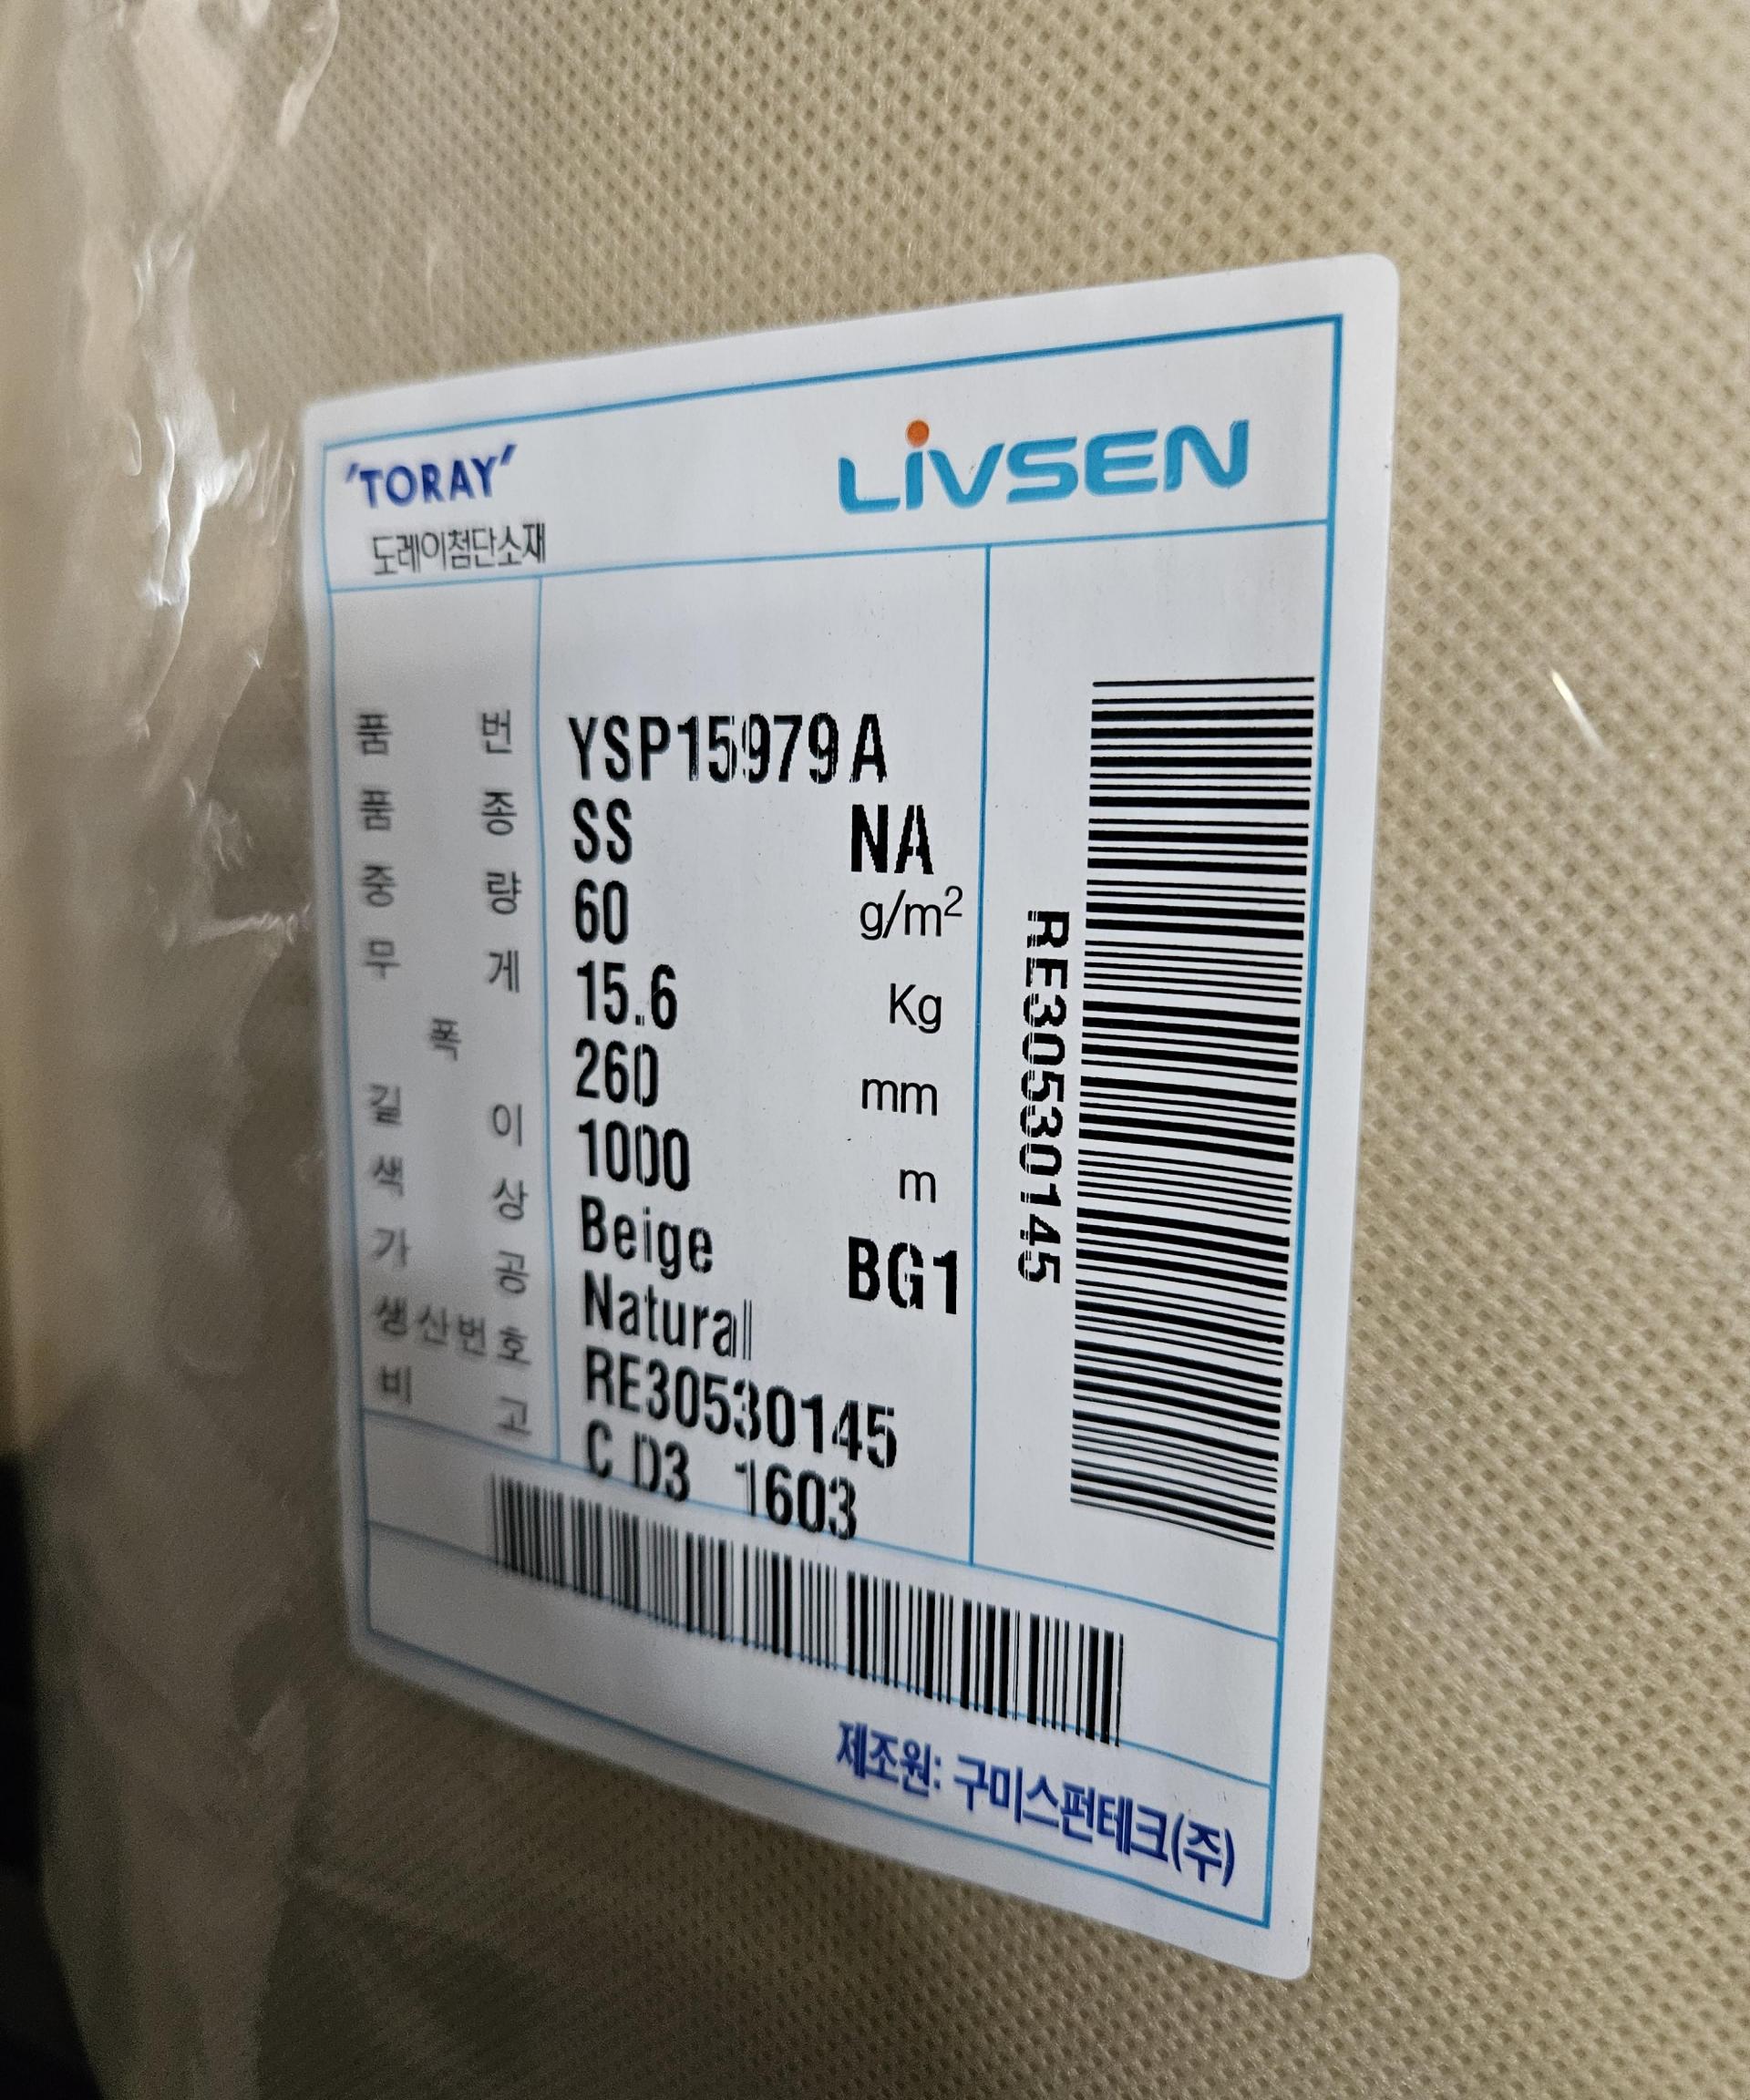 'TORAY'
도레이첨단소재
LIVSEN
품 번 YSP15979A
품 종 SS NA
중 량 60 g/m²
무 게 15.6 Kg
폭 260 mm
길 이 1000 m
색 상 Beige BG1
가 공 Natural
생산번호 RE30530145
비 고 C D3 1603
RE30530145
제조원: 구미스펀테크(주)